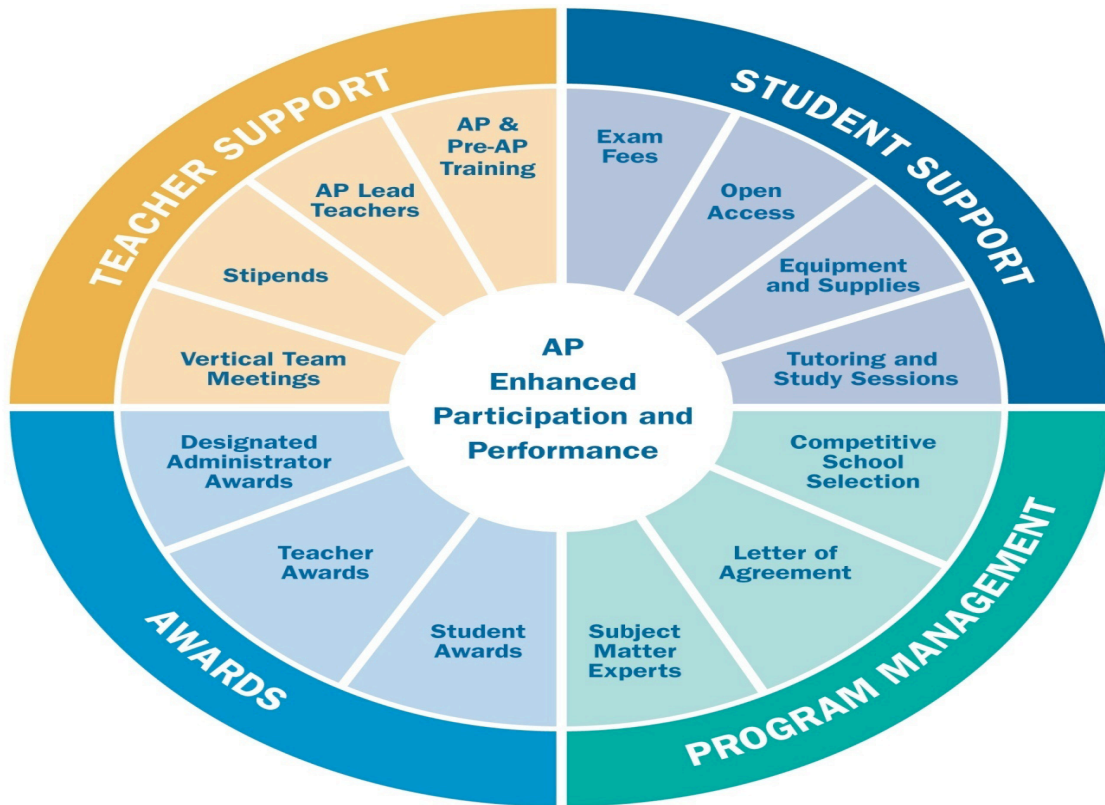 TEACHER SUPPORT
AP &
Pre-AP
Training
AP Lead
Teachers
Stipends
Vertical Team
Meetings
STUDENT SUPPORT
Exam
Fees
Open
Access
Equipment
and Supplies
Tutoring and
Study Sessions
AP
Enhanced
Participation and
Performance
AWARDS
Designated
Administrator
Awards
Teacher
Awards
Student
Awards
PROGRAM MANAGEMENT
Competitive
School
Selection
Letter of
Agreement
Subject
Matter
Experts